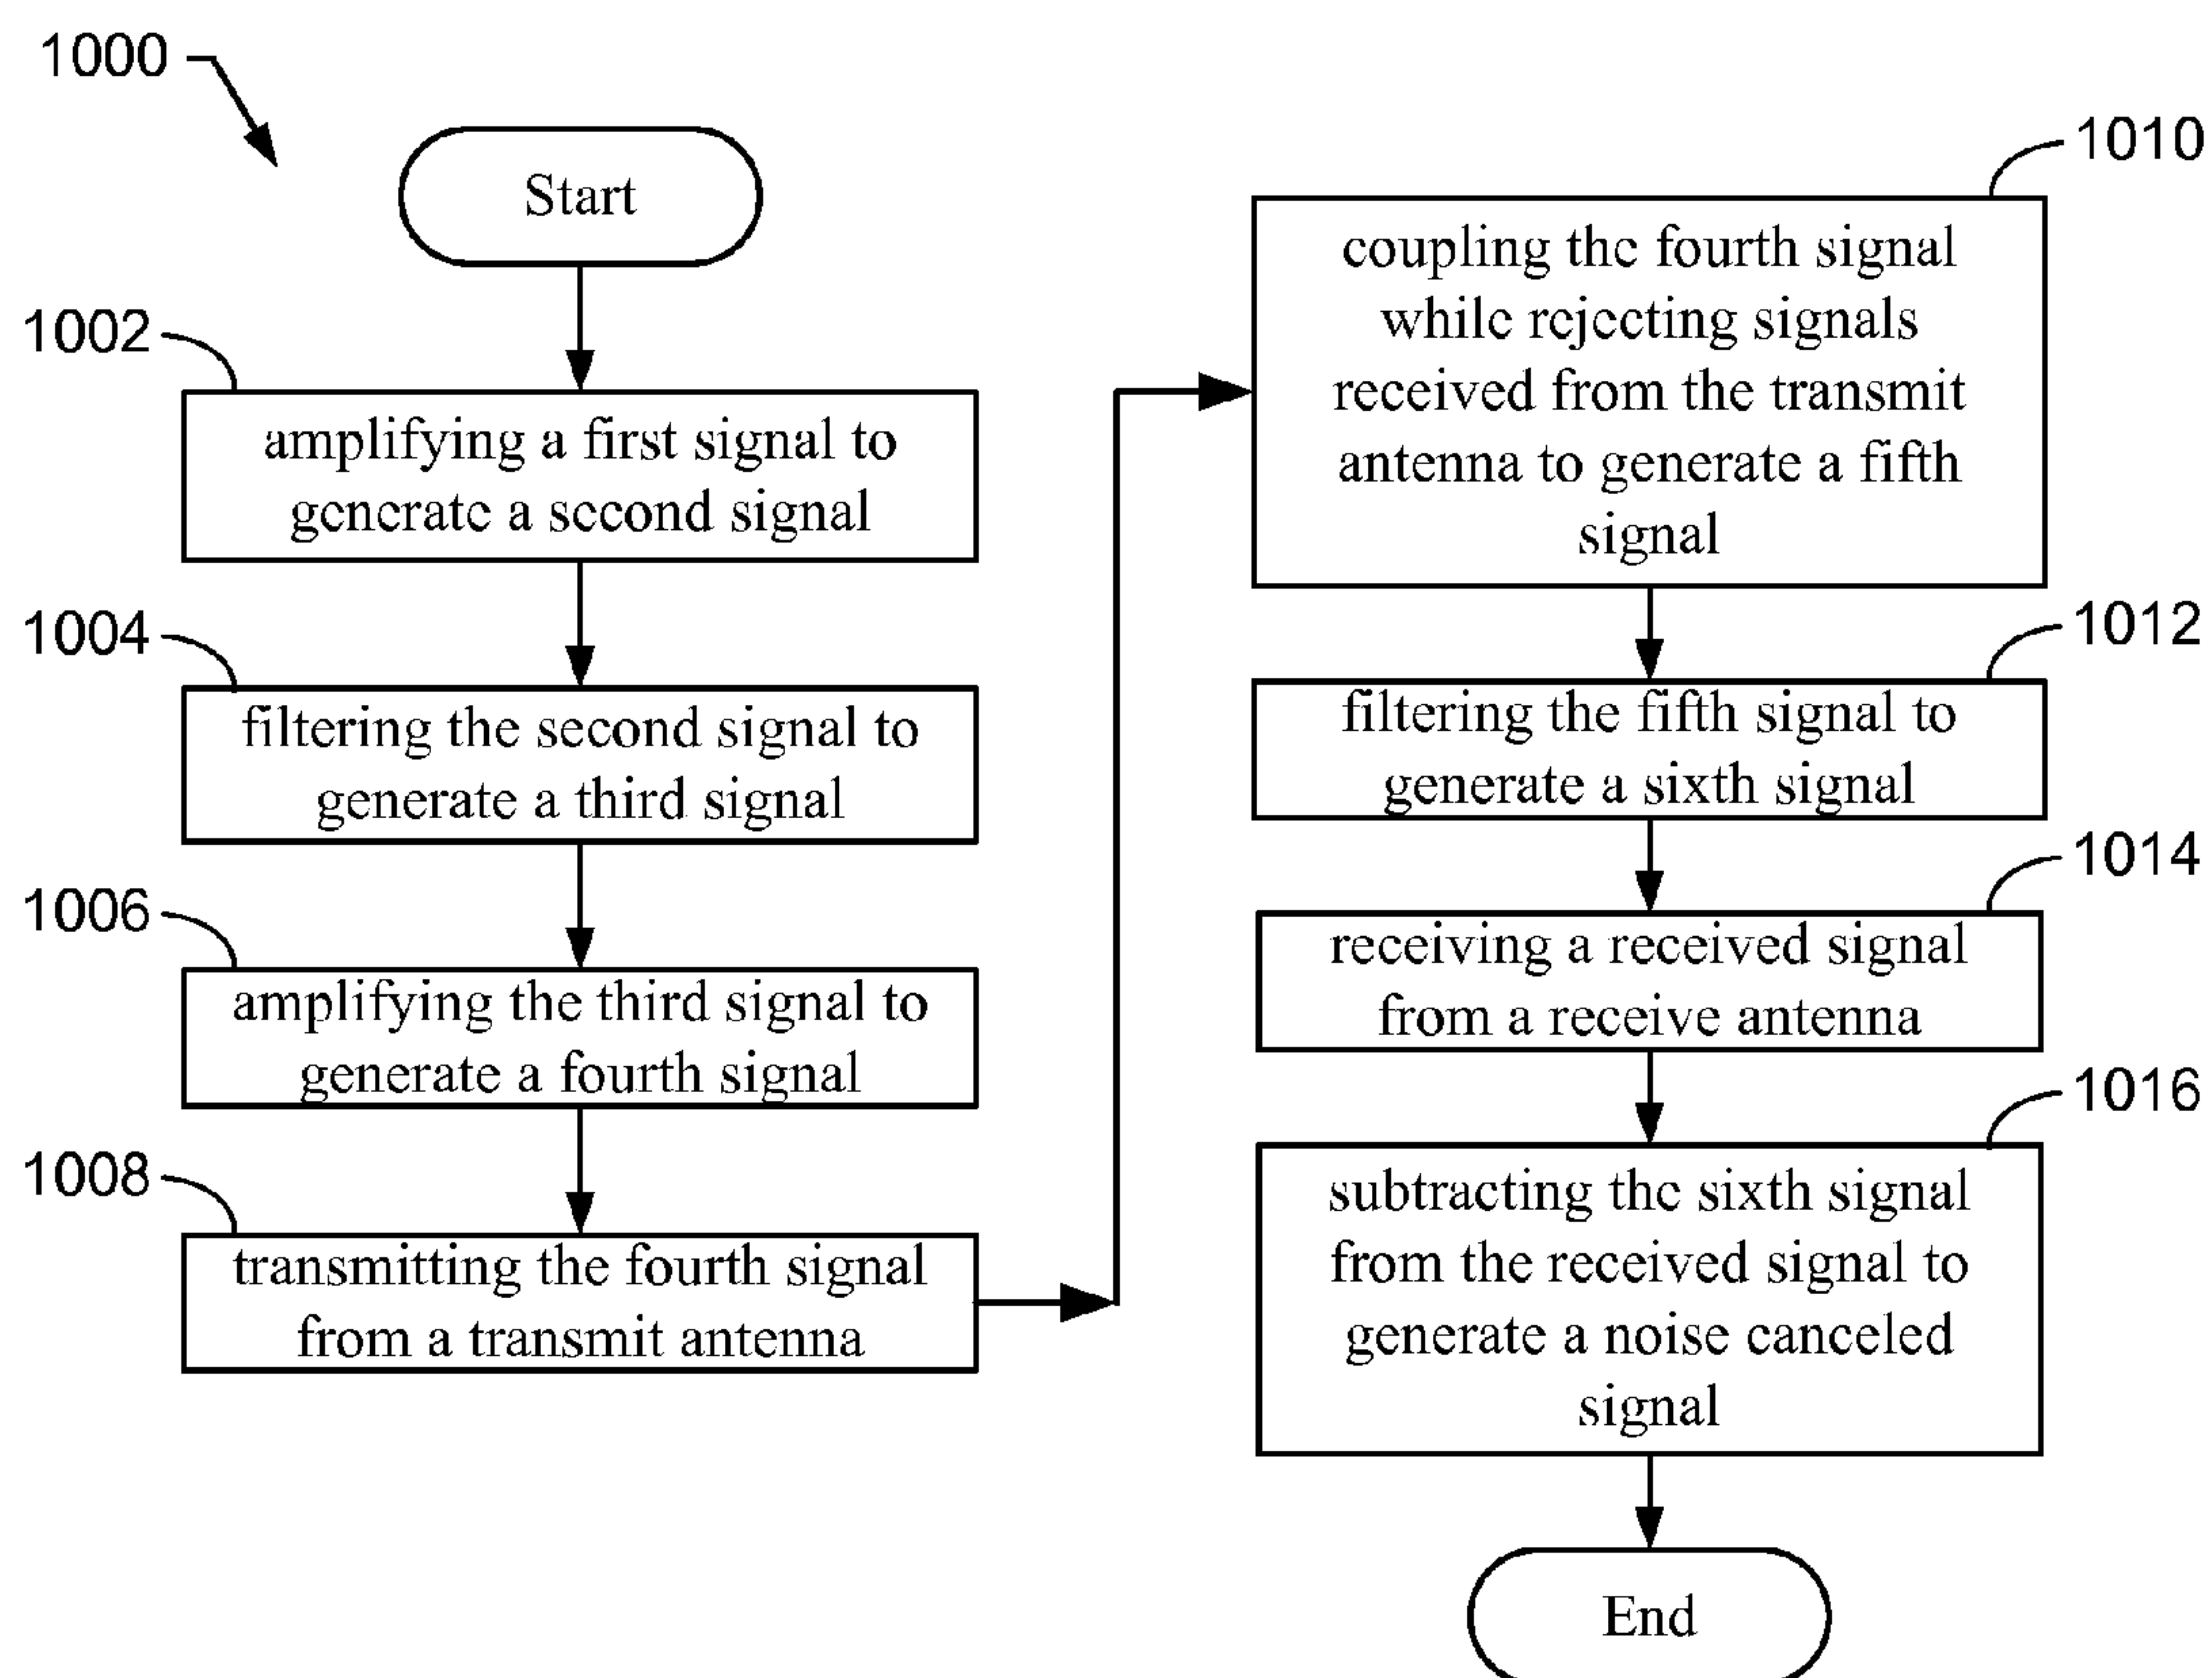 1000
Start
1002
amplifying a first signal to
generate a second signal
1004
filtering the second signal to
generate a third signal
1006
amplifying the third signal to
generate a fourth signal
1008
transmitting the fourth signal
from a transmit antenna
1010
coupling the fourth signal
while rejecting signals
received from the transmit
antenna to generate a fifth
signal
1012
filtering the fifth signal to
generate a sixth signal
1014
receiving a received signal
from a receive antenna
1016
subtracting the sixth signal
from the received signal to
generate a noise canceled
signal
End